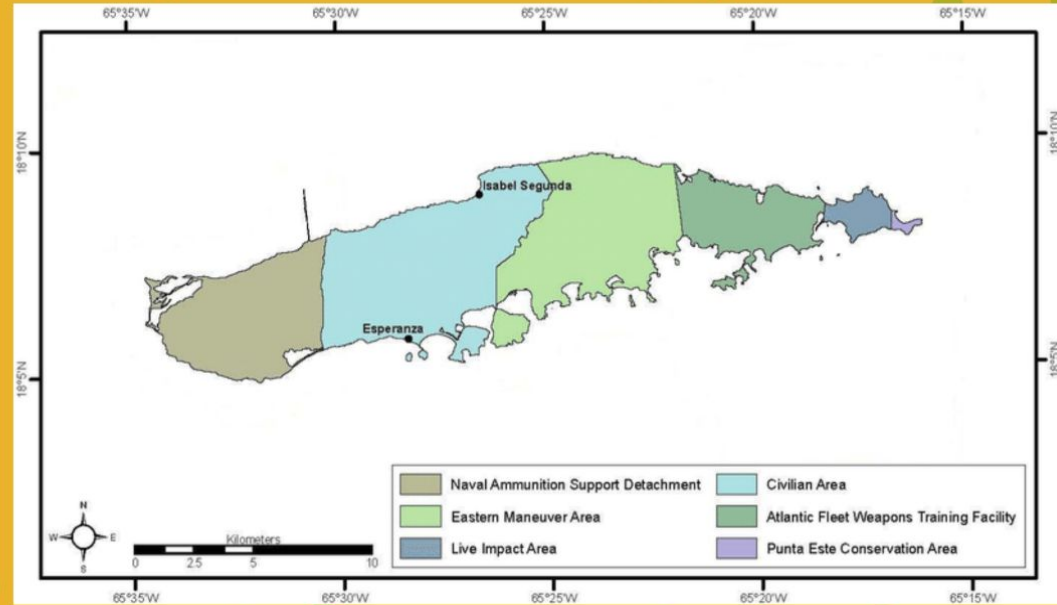 65°35'W 65°30'W 65°25'W 65°20'W 65°15'W
18°10'N 18°10'N
Isabel Segunda
Esperanza
18°5'N 18°5'N
Naval Ammunition Support Detachment Civilian Area
Eastern Maneuver Area Atlantic Fleet Weapons Training Facility
Live Impact Area Punta Este Conservation Area
N
W E
S
Kilometers
0 2.5 5 10
65°35'W 65°30'W 65°25'W 65°20'W 65°15'W